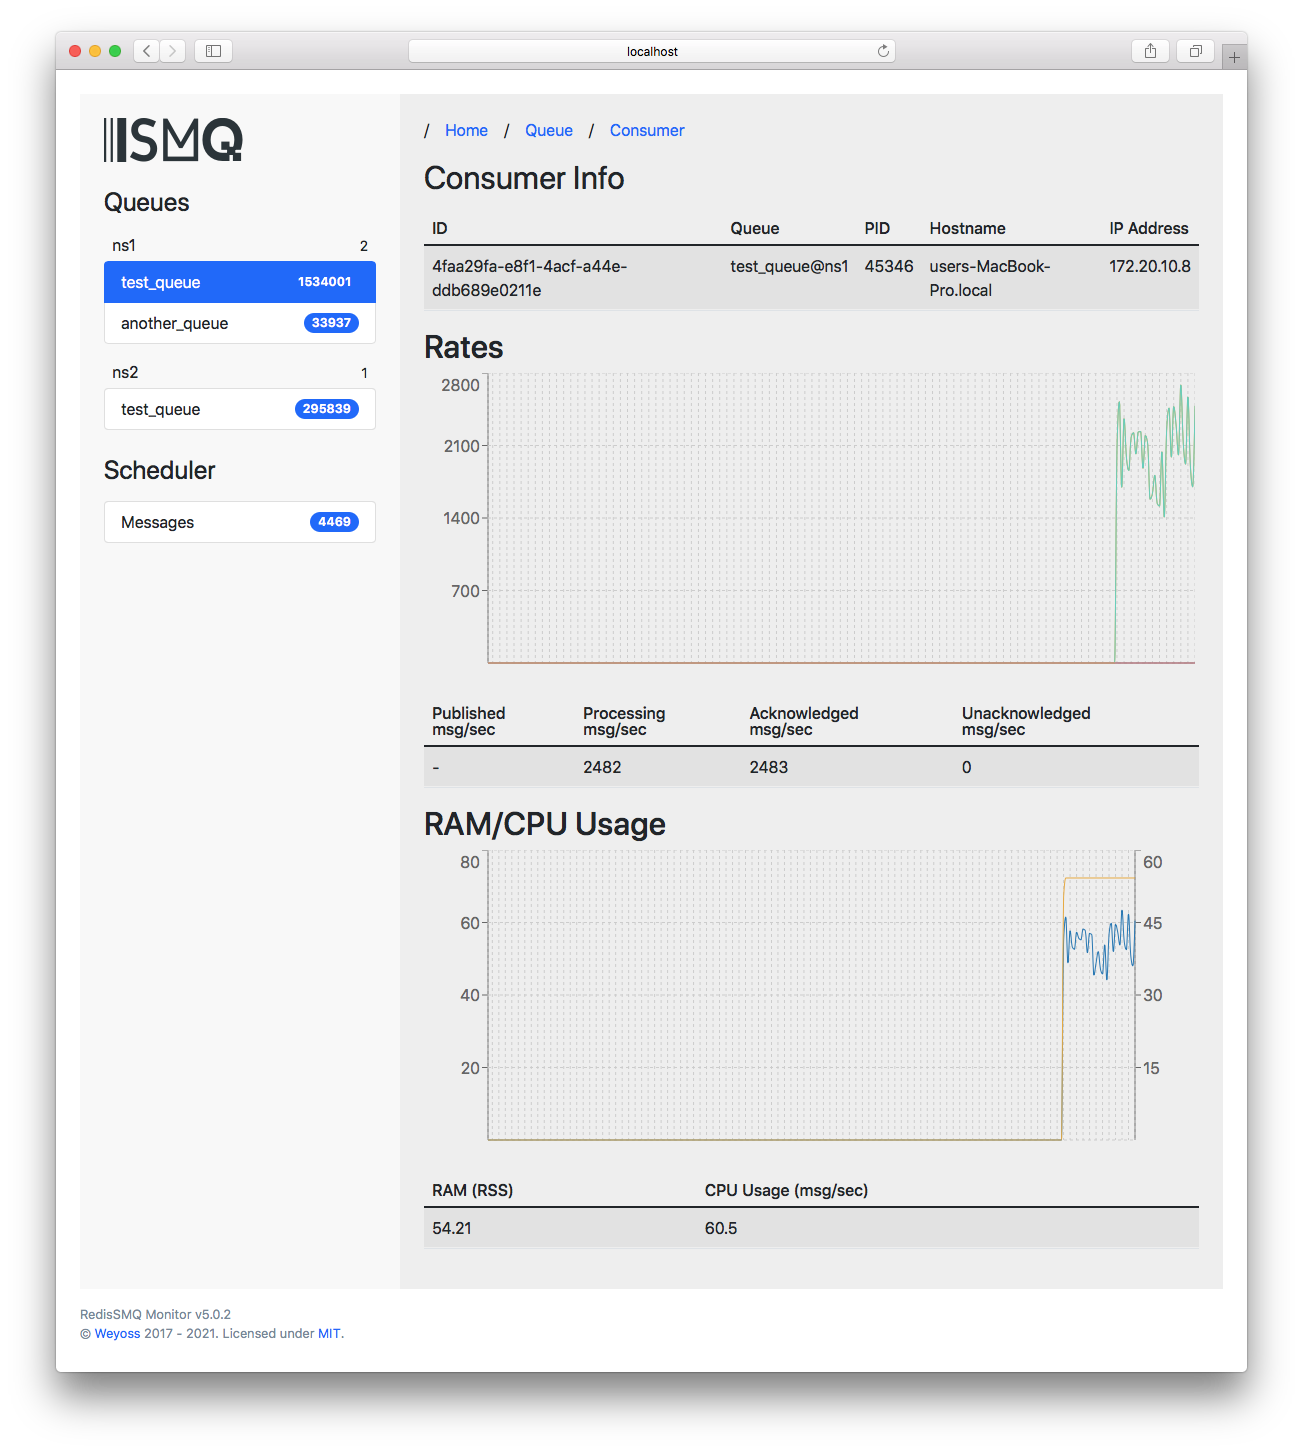 localhost
SMQ
/ Home / Queue / Consumer
Consumer Info
ID Queue PID Hostname IP Address
4faa29fa-e8f1-4acf-a44e- test_queue@ns1 45346 users-MacBook- 172.20.10.8
ddb689e0211e Pro.local
Queues
ns1 2
test_queue 1534001
another_queue 33937
ns2 1
test_queue 295839
Scheduler
Messages 4469
Rates
2800
2100
1400
700
Published Processing Acknowledged Unacknowledged
msg/sec msg/sec msg/sec msg/sec
- 2482 2483 0
RAM/CPU Usage
80 60
60 45
40 30
20 15
RAM (RSS) CPU Usage (msg/sec)
54.21 60.5
RedisSMQ Monitor v5.0.2
© Weyoss 2017 - 2021. Licensed under MIT.